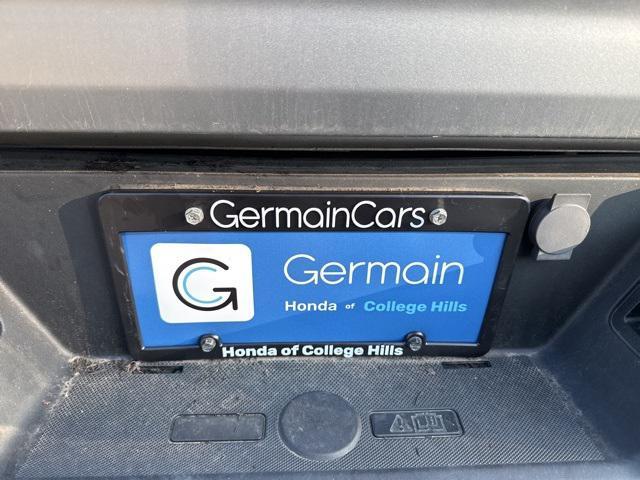 GermainCars
Germain
Honda of College Hills
Honda of College Hills